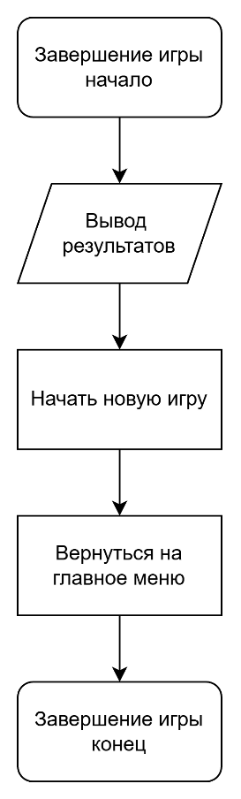 Завершение игры
начало
Вывод
результатов
Начать новую игру
Вернуться на
главное меню
Завершение игры
конец